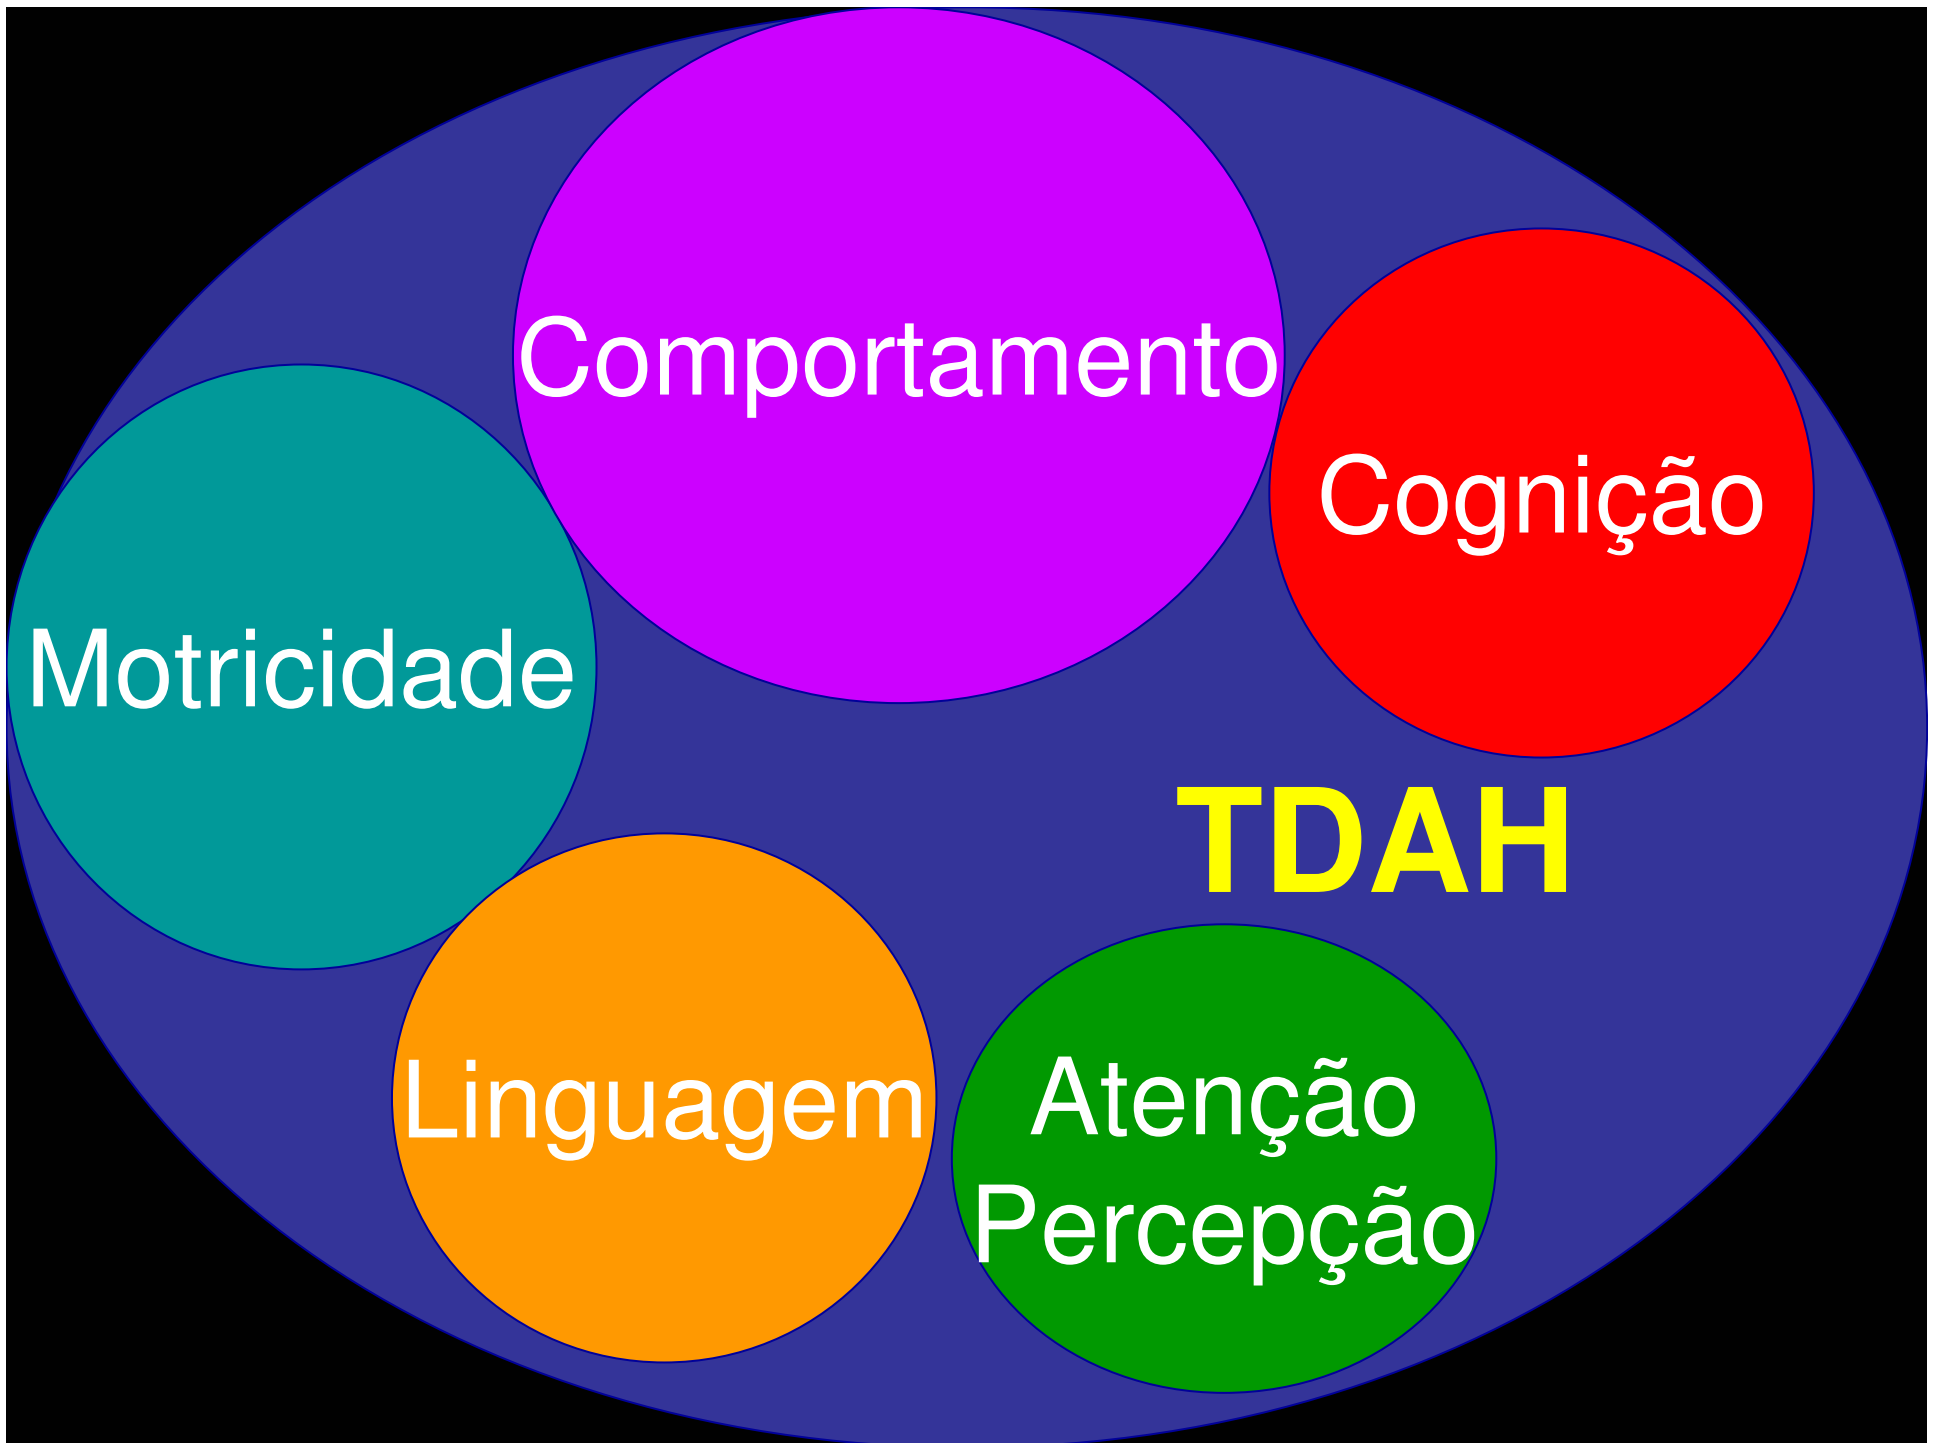 Comportamento
Cognição
Motricidade
TDAH
Linguagem
Atenção
Percepção